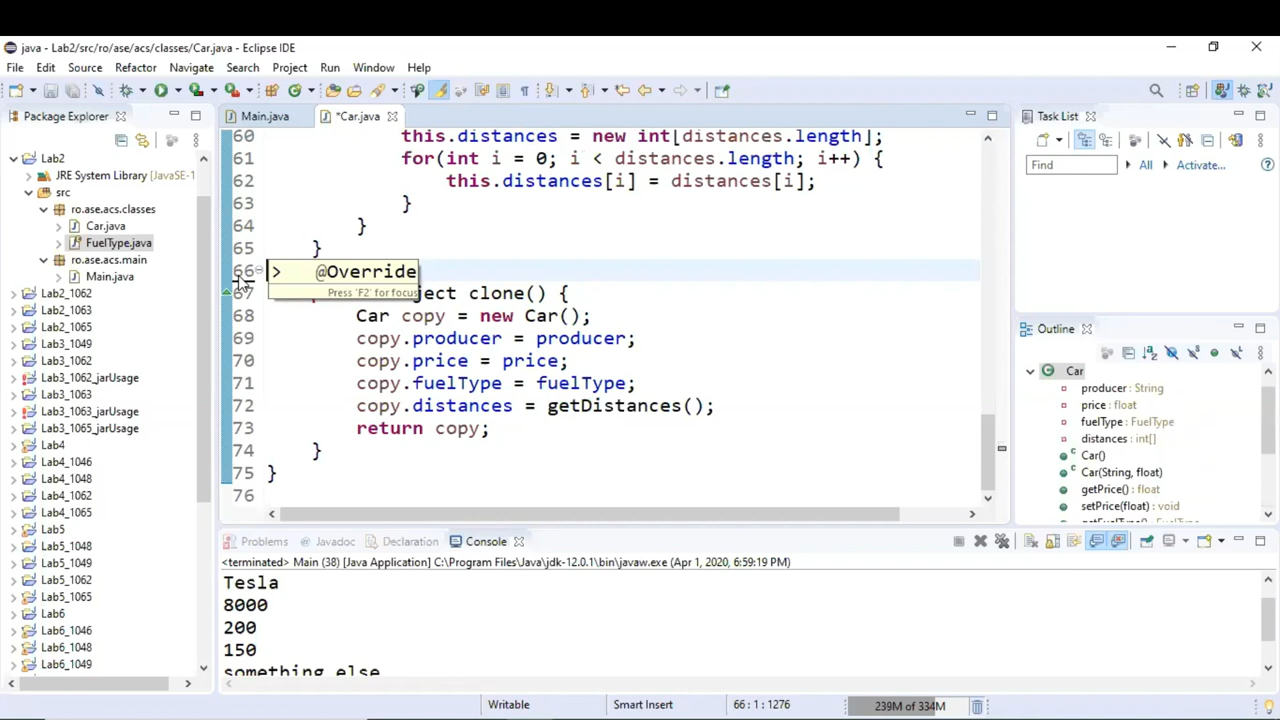 java - Lab2/src/ro/ase/acs/classes/Car.java - Eclipse IDE
File Edit Source Refactor Navigate Search Project Run Window Help
Package Explorer
Main.java
*Car.java
Task List
Lab2
JRE System Library [JavaSE-1
src
ro.ase.acs.classes
Car.java
FuelType.java
ro.ase.acs.main
Main.java
Lab2_1062
Lab2_1063
Lab2_1065
Lab3_1049
Lab3_1062
Lab3_1062_jarUsage
Lab3_1063
Lab3_1063_jarUsage
Lab3_1065_jarUsage
Lab4
Lab4_1046
Lab4_1048
Lab4_1062
Lab4_1065
Lab5
Lab5_1048
Lab5_1049
Lab5_1062
Lab5_1065
Lab6
Lab6_1046
Lab6_1048
Lab6_1049
60 this.distances = new int[distances.length];
61 for(int i = 0; i < distances.length; i++) {
62 this.distances[i] = distances[i];
63 }
64 }
65 }
66 > @Override
Press 'F2' for focus
67 ject clone() {
68 Car copy = new Car();
69 copy.producer = producer;
70 copy.price = price;
71 copy.fuelType = fuelType;
72 copy.distances = getDistances();
73 return copy;
74 }
75 }
76
Find All Activate...
Outline
Car
producer : String
price : float
fuelType : FuelType
distances : int[]
Car()
Car(String, float)
getPrice() : float
setPrice(float) : void
getFuelType() : FuelType
Problems Javadoc Declaration Console
<terminated> Main (38) [Java Application] C:\Program Files\Java\jdk-12.0.1\bin\javaw.exe (Apr 1, 2020, 6:59:19 PM)
Tesla
8000
200
150
something else
Writable Smart Insert 66 : 1 : 1276 239M of 334M